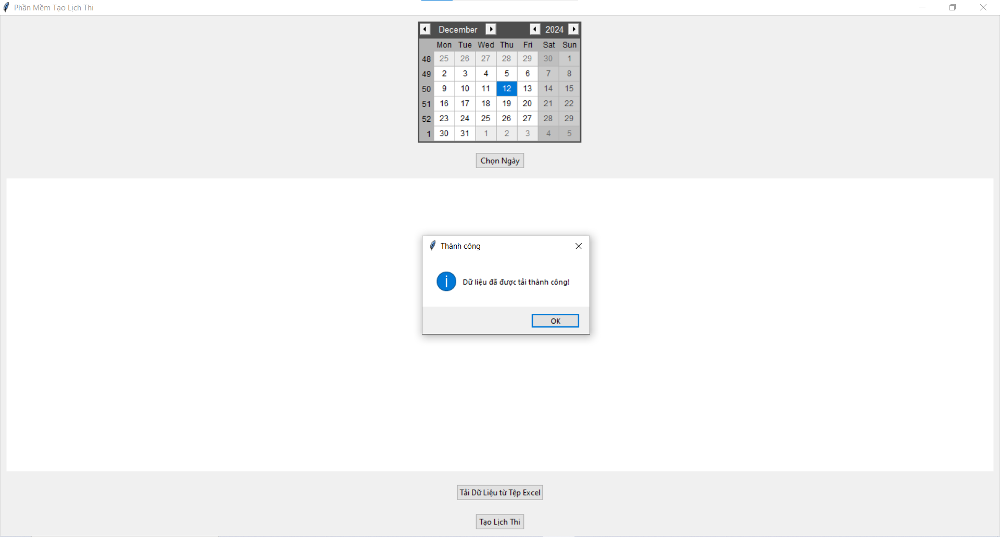 Phần Mềm Tạo Lịch Thi
December 2024
Mon Tue Wed Thu Fri Sat Sun
48 25 26 27 28 29 30 1
49 2 3 4 5 6 7 8
50 9 10 11 12 13 14 15
51 16 17 18 19 20 21 22
52 23 24 25 26 27 28 29
1 30 31 1 2 3 4 5
Chọn Ngày
Thành công
Dữ liệu đã được tải thành công!
OK
Tải Dữ Liệu từ Tệp Excel
Tạo Lịch Thi